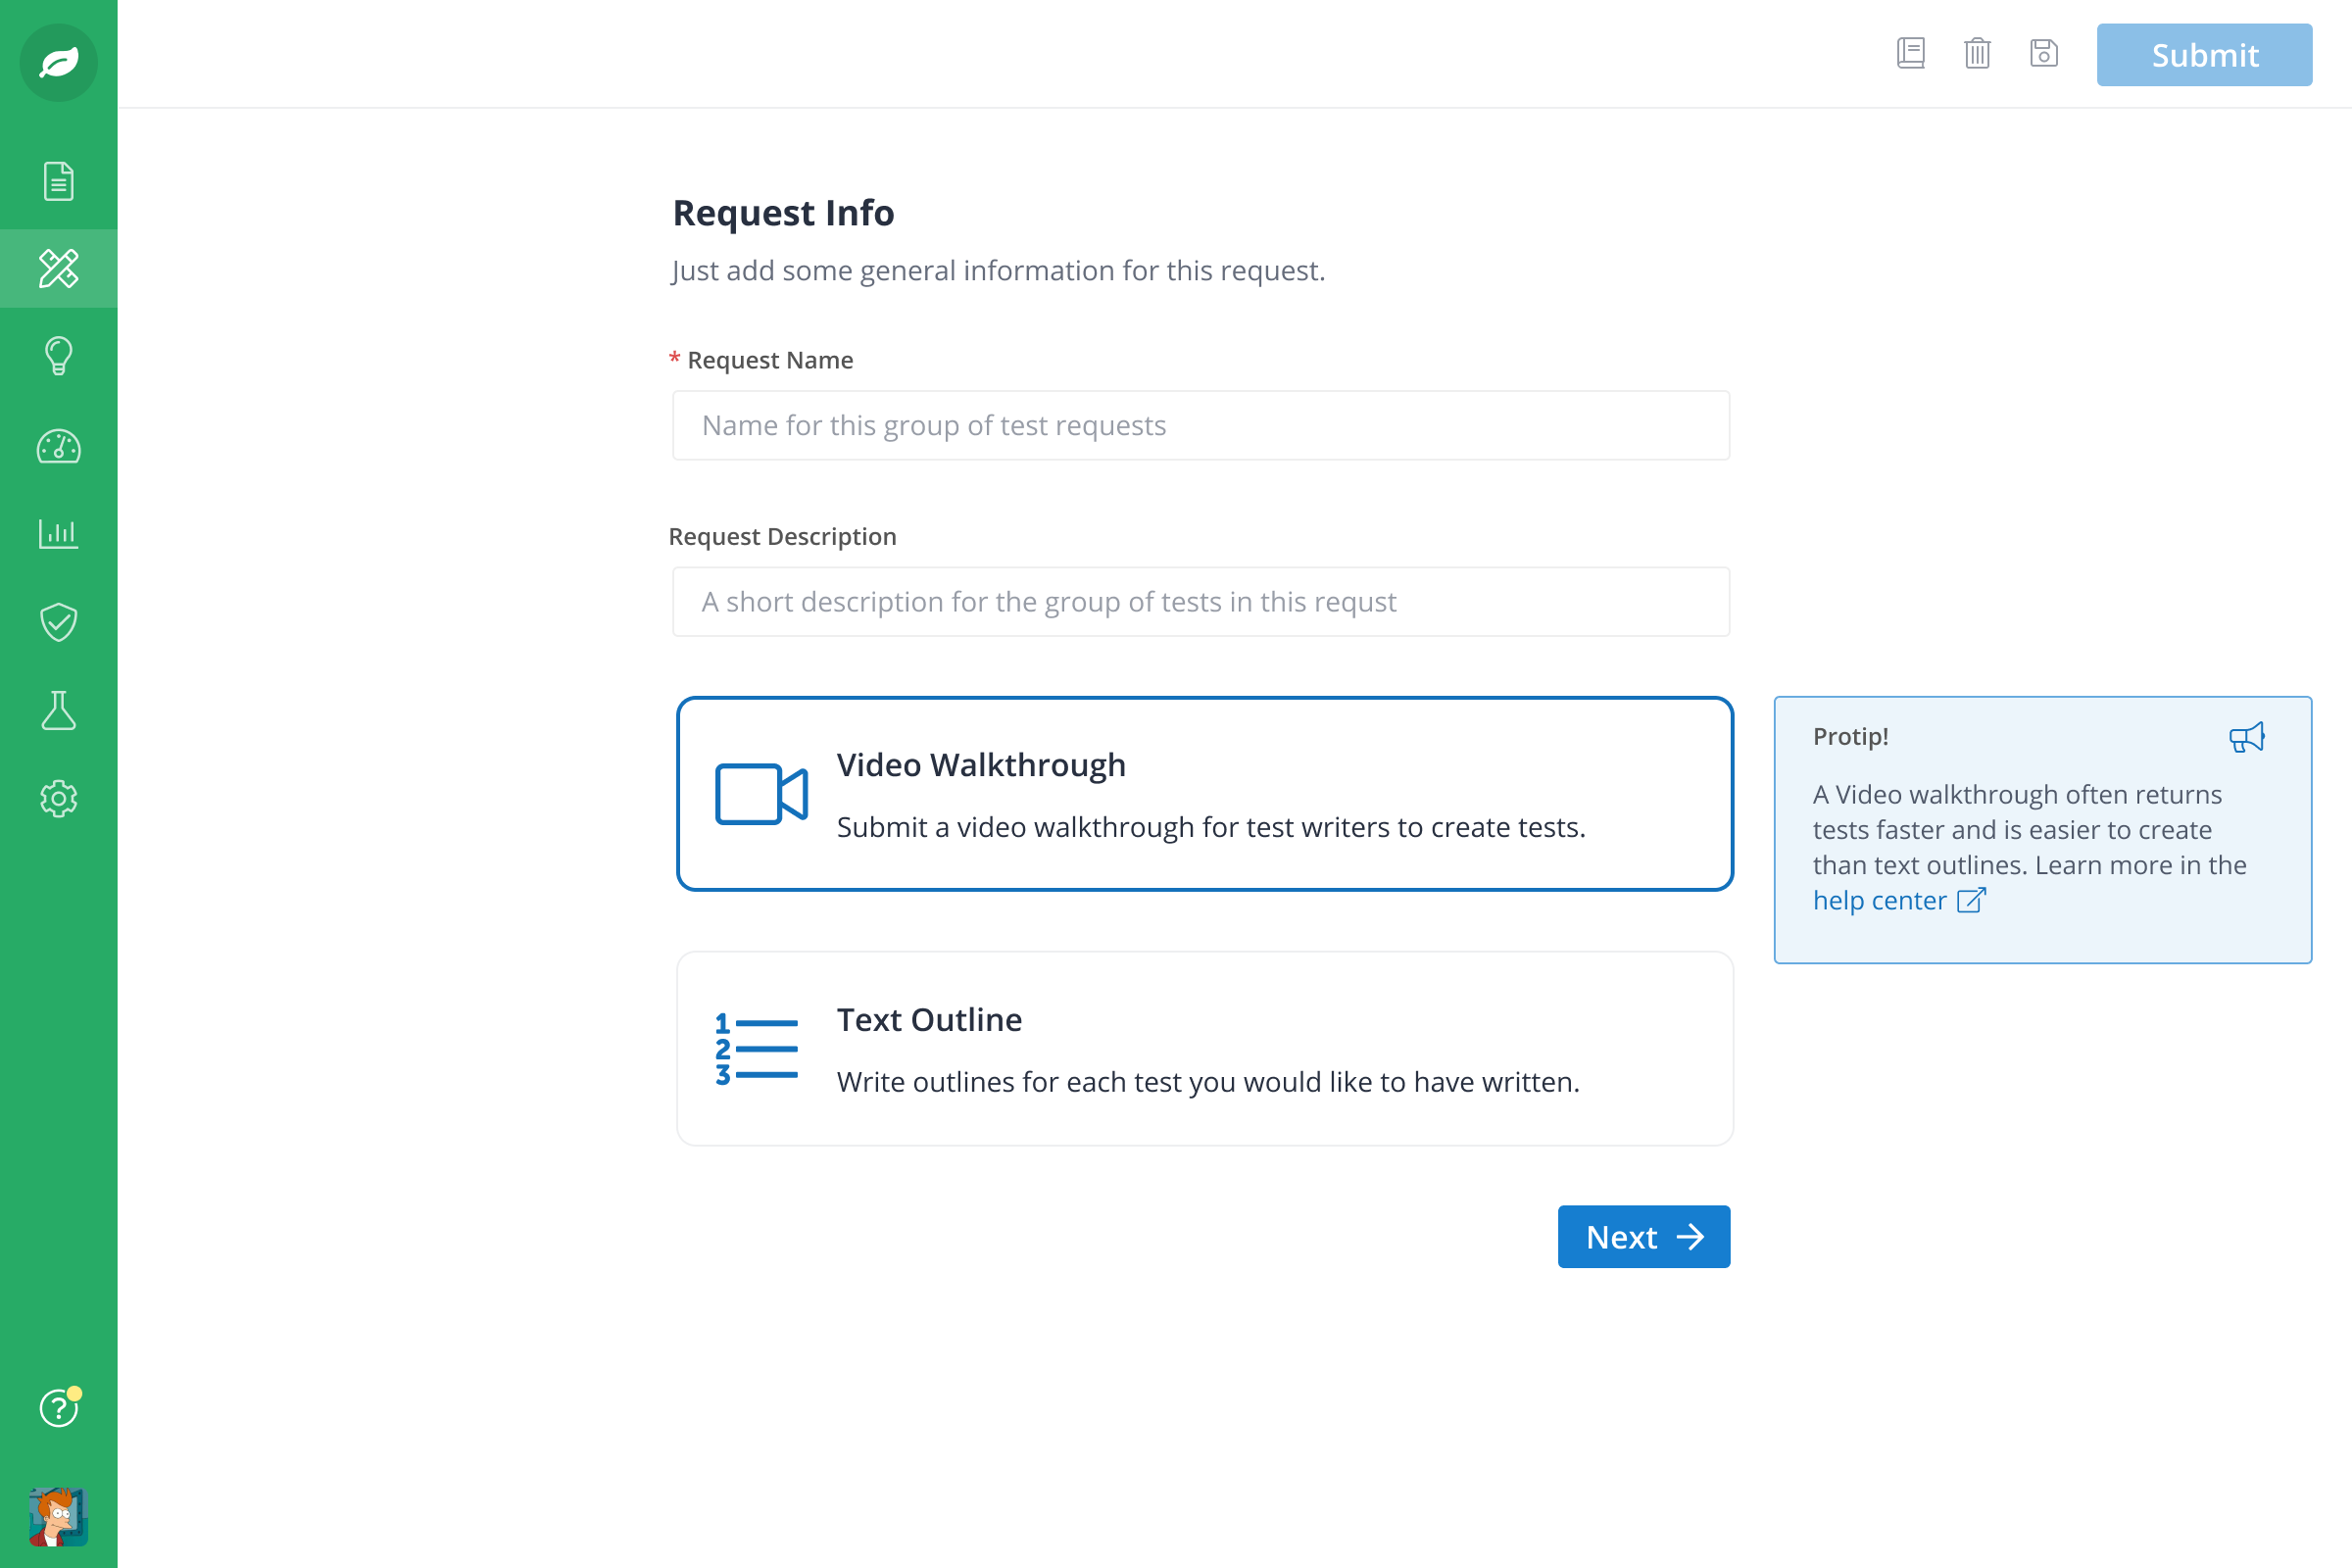 Submit
Request Info
Just add some general information for this request.
* Request Name
Name for this group of test requests
Request Description
A short description for the group of tests in this requst
Video Walkthrough
Submit a video walkthrough for test writers to create tests.
Protip!
A Video walkthrough often returns
tests faster and is easier to create
than text outlines. Learn more in the
help center
1
2
3
Text Outline
Write outlines for each test you would like to have written.
Next
?